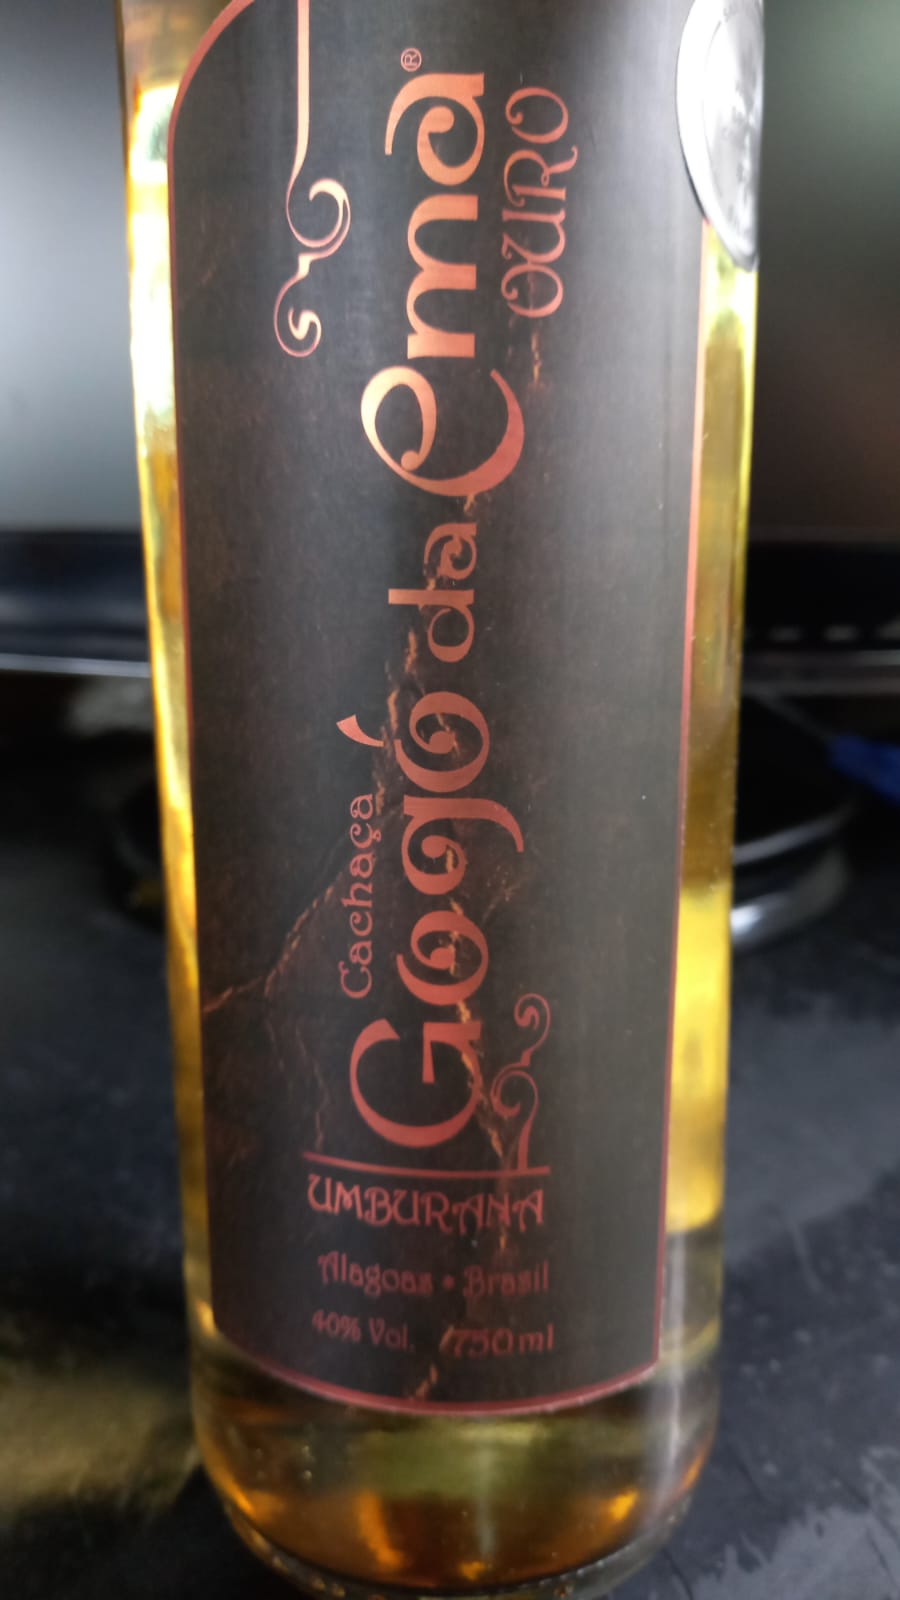 Cachaça
Gogó da Ema®
OURO
UMBURANA
Alagoas • Brasil
40% Vol. 750ml